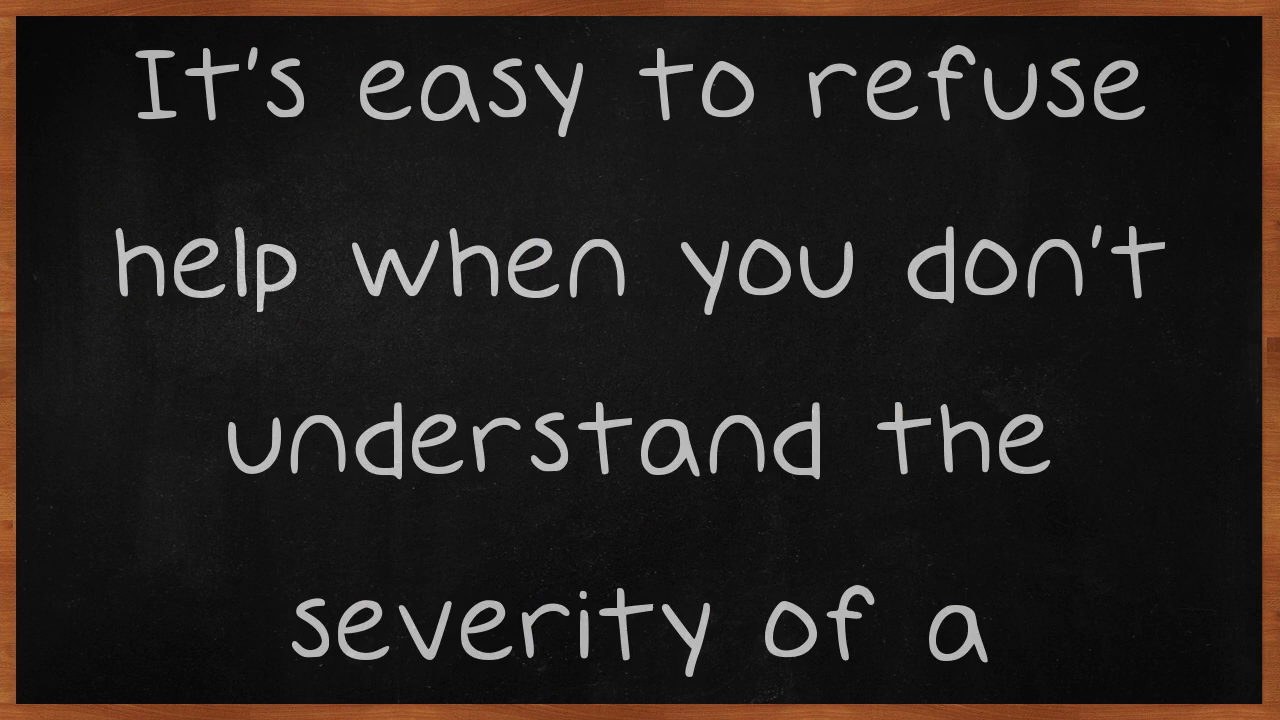 It's easy to refuse
help when you don't
understand the
severity of a